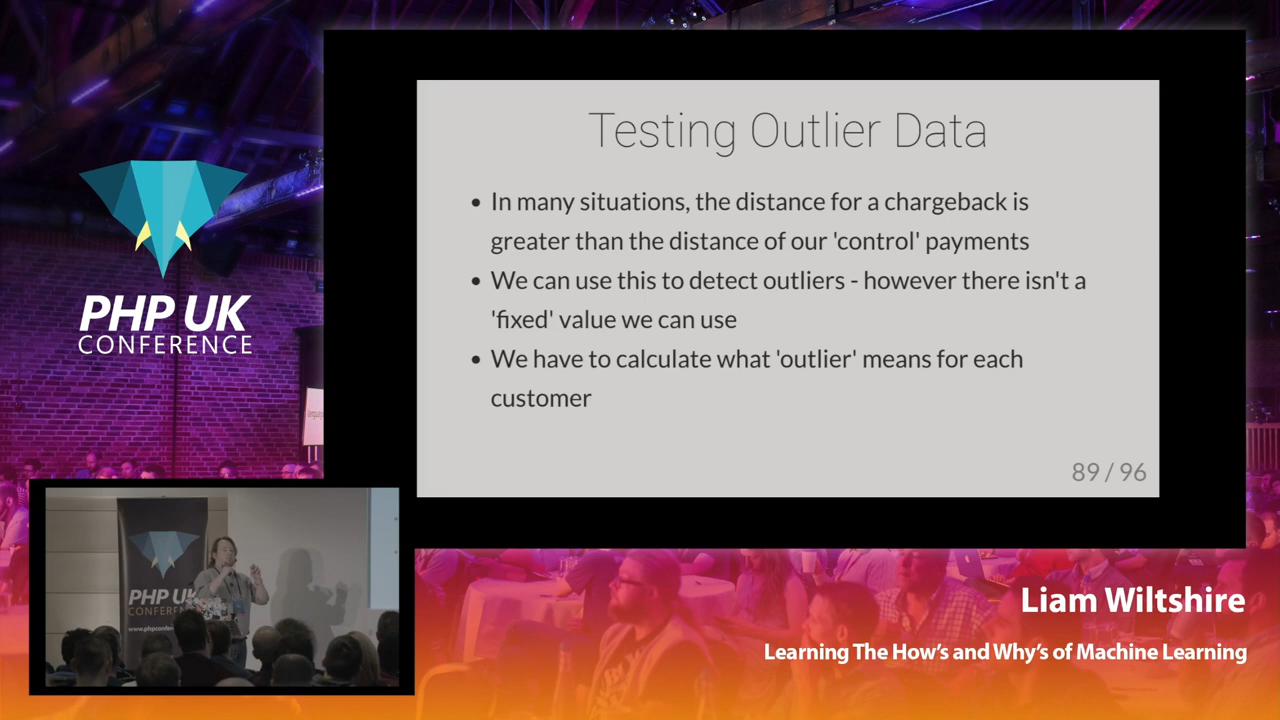 Testing Outlier Data
• In many situations, the distance for a chargeback is
greater than the distance of our 'control' payments
• We can use this to detect outliers - however there isn't a
'fixed' value we can use
• We have to calculate what 'outlier' means for each
customer
89 / 96
PHP UK
CONFERENCE
PHP UK
CONFERENCE
Liam Wiltshire
Learning The How's and Why's of Machine Learning